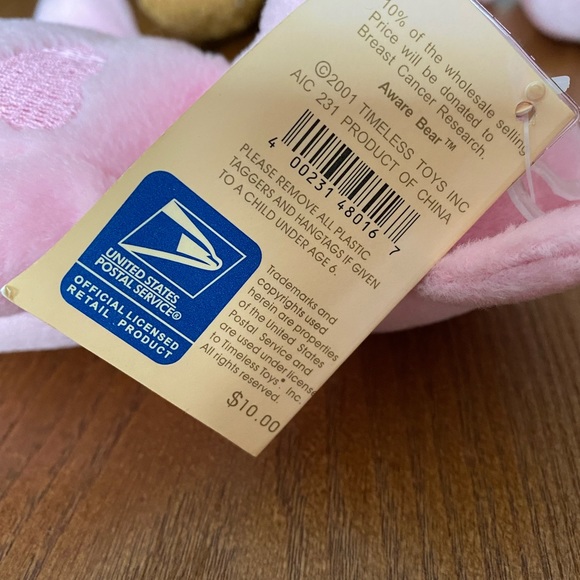 10% of the wholesale selling
Price will be donated to
Breast Cancer Research.
Aware Bear™
©2001 TIMELESS TOYS INC
AIC 231 PRODUCT OF CHINA
4 00231 48016 7
PLEASE REMOVE ALL PLASTIC
TAGGERS AND HANGTAGS IF GIVEN
TO A CHILD UNDER AGE 6.
UNITED STATES
POSTAL SERVICE®
OFFICIAL LICENSED
RETAIL PRODUCT
Trademarks and
copyrights used
herein are properties
of the United States
Postal Service and
are used under license
to Timeless Toys®, Inc.
All rights reserved.
$10.00